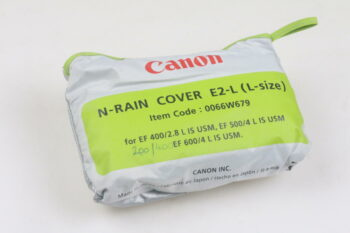 Canon
N-RAIN COVER E2-L (L-size)
Item Code : 0066W679
for EF 400/2.8 L IS USM, EF 500/4 L IS USM,
200/400 EF 600/4 L IS USM.
CANON INC.